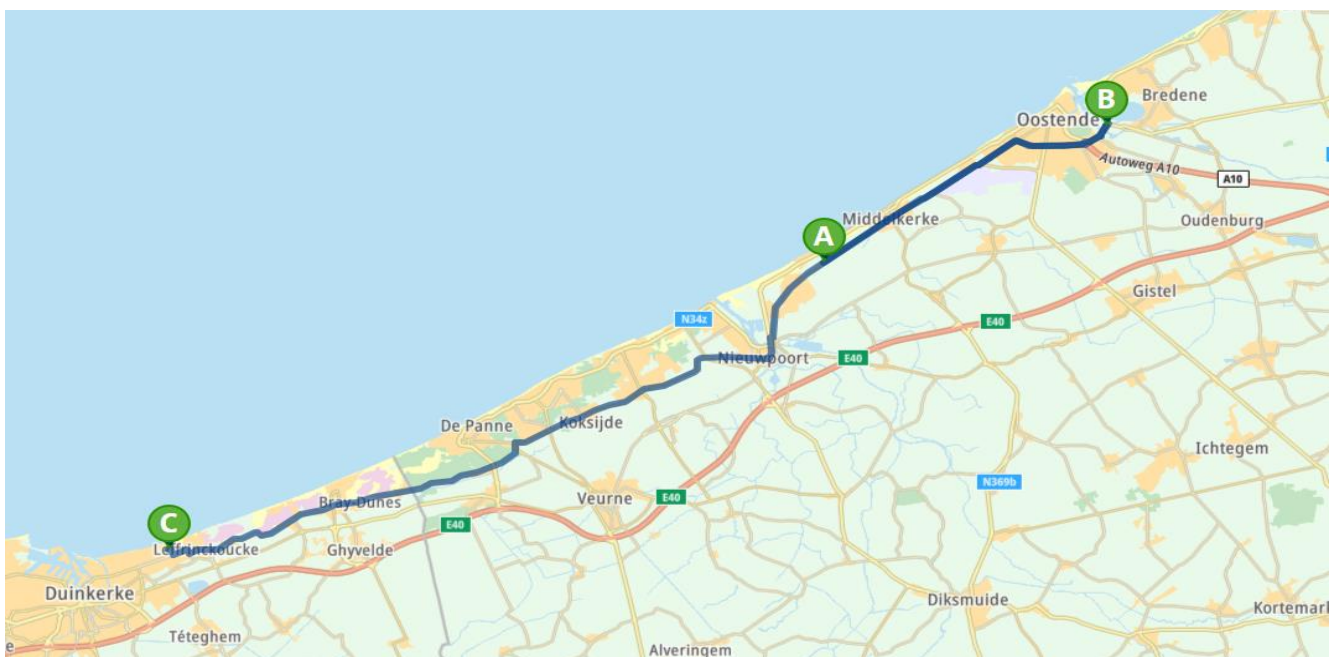 B
Bredene
Oostende
Autoweg A10
A10
A
Middelkerke
Oudenburg
Gistel
N34z
E40
E40
Nieuwpoort
De Panne
Koksijde
Ichtegem
N369b
Veurne
E40
Bray-Dunes
C
E40
Leffrinckoucke
Ghyvelde
Duinkerke
Diksmuide
Kortemark
Téteghem
e
Alveringem